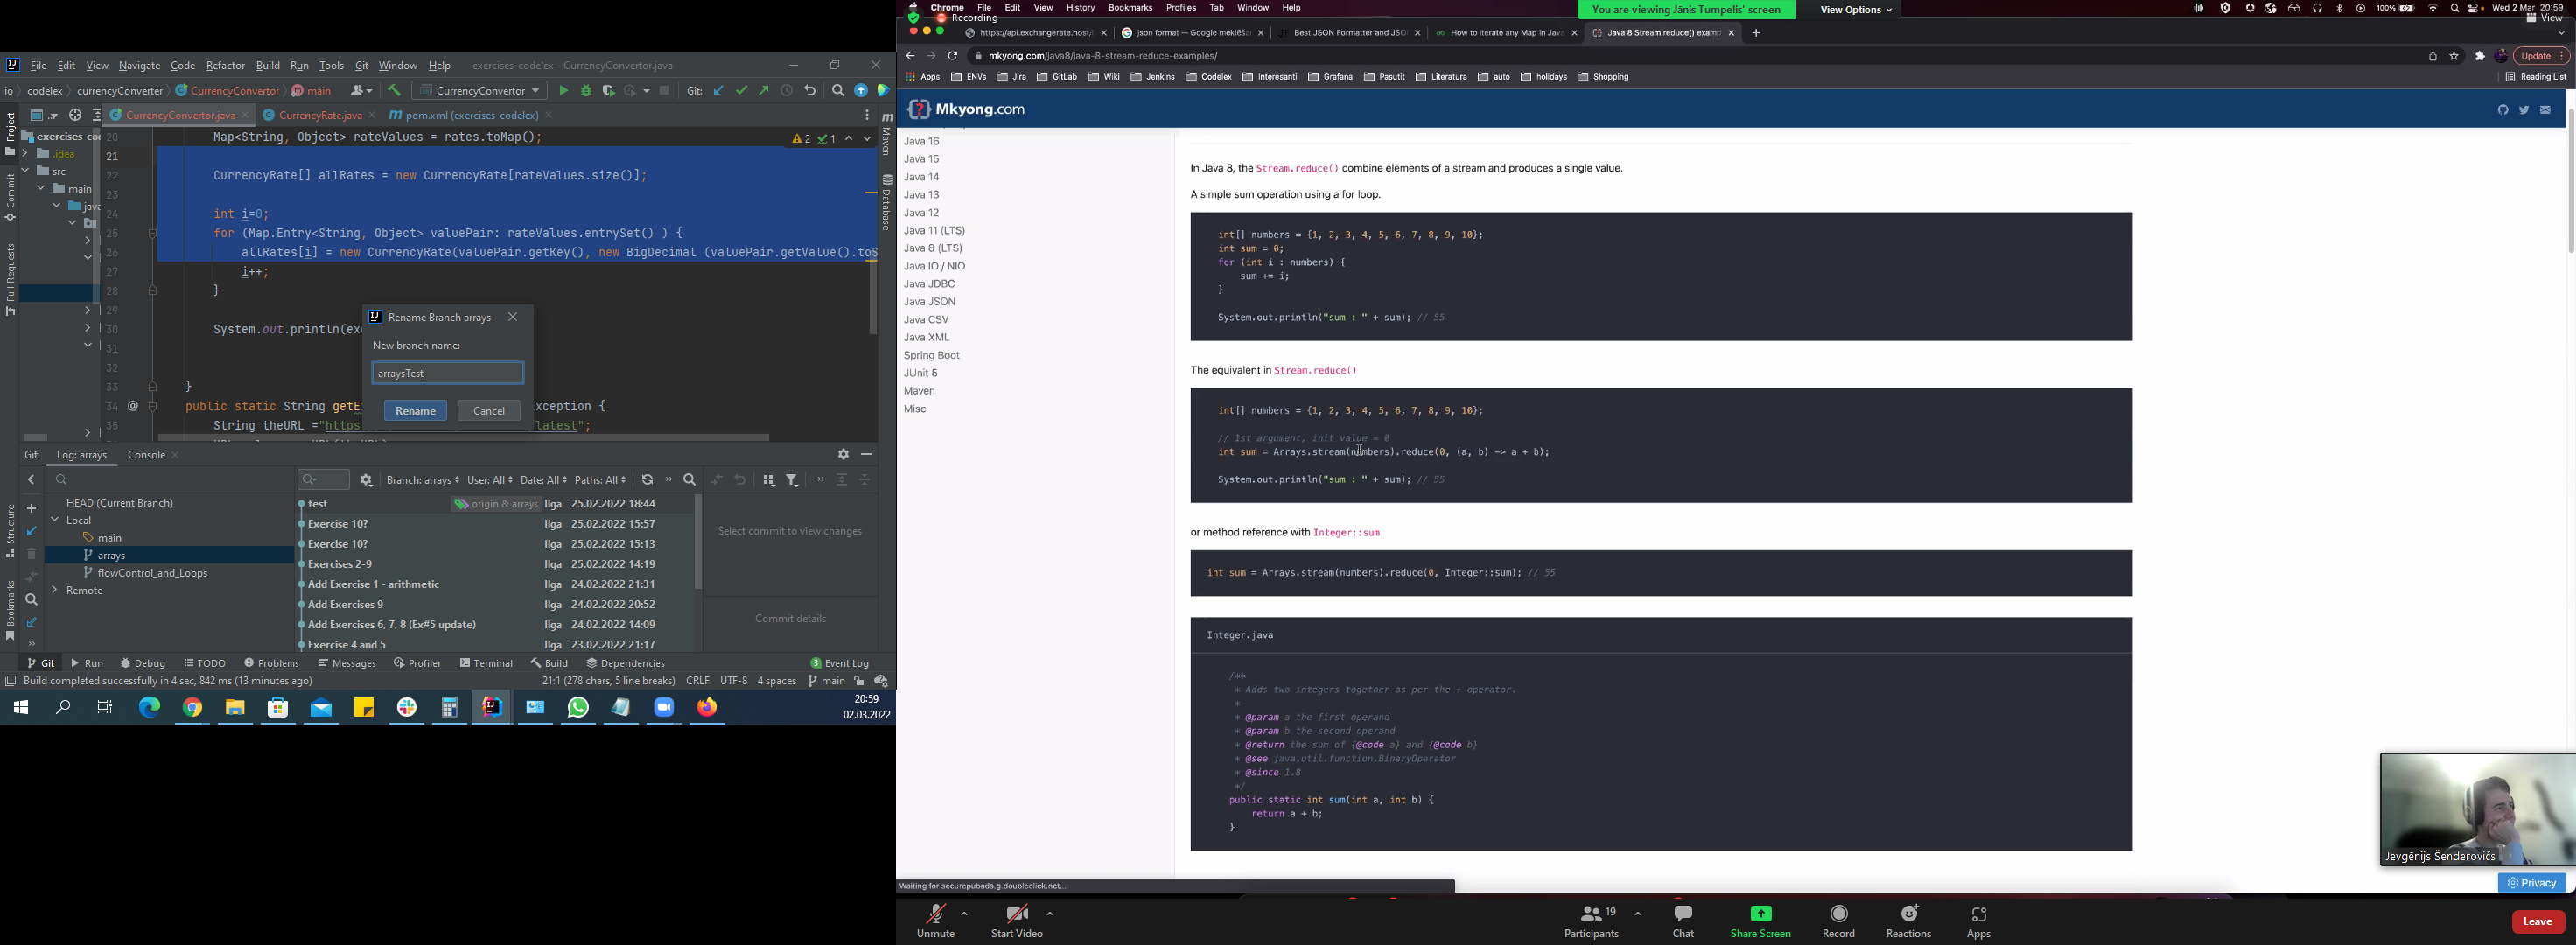 File Edit View Navigate Code Refactor Build Run Tools Git Window Help exercises-codelex - CurrencyConvertor.java
io codelex currencyConverter CurrencyConvertor main CurrencyConvertor Git:
CurrencyConvertor.java CurrencyRate.java pom.xml (exercises-codelex)
Project
Commit
Pull Requests
Structure
Bookmarks
Maven
Database
exercises-cod
.idea
src
main
java
20 Map<String, Object> rateValues = rates.toMap(); 2 1
21
22 CurrencyRate[] allRates = new CurrencyRate[rateValues.size()];
23
24 int i=0;
25 for (Map.Entry<String, Object> valuePair: rateValues.entrySet() ) {
26 allRates[i] = new CurrencyRate(valuePair.getKey(), new BigDecimal (valuePair.getValue().toS
27 i++;
28 }
29
30 System.out.println(ex
31
32
33 }
34 @ public static String getE xception {
35 String theURL ="https latest";
Rename Branch arrays
New branch name:
arraysTest
Rename Cancel
Git: Log: arrays Console
Branch: arrays User: All Date: All Paths: All
HEAD (Current Branch)
Local
main
arrays
flowControl_and_Loops
Remote
test origin & arrays Ilga 25.02.2022 18:44
Exercise 10? Ilga 25.02.2022 15:57
Exercise 10? Ilga 25.02.2022 15:13
Exercises 2-9 Ilga 25.02.2022 14:19
Add Exercise 1 - arithmetic Ilga 24.02.2022 21:31
Add Exercises 9 Ilga 24.02.2022 20:52
Add Exercises 6, 7, 8 (Ex#5 update) Ilga 24.02.2022 14:09
Exercise 4 and 5 Ilga 23.02.2022 21:17
Select commit to view changes
Commit details
Git Run Debug TODO Problems Messages Profiler Terminal Build Dependencies 3 Event Log
Build completed successfully in 4 sec, 842 ms (13 minutes ago) 21:1 (278 chars, 5 line breaks) CRLF UTF-8 4 spaces main
20:59
02.03.2022
Chrome File Edit View History Bookmarks Profiles Tab Window Help
Recording
You are viewing Jānis Tumpelis' screen View Options
100% Wed 2 Mar 20:59
View
https://api.exchangerate.host/l json format — Google meklēša Best JSON Formatter and JSO How to iterate any Map in Java Java 8 Stream.reduce() examp
mkyong.com/java8/java-8-stream-reduce-examples/ Update
Apps ENVs Jira GitLab Wiki Jenkins Codelex Interesanti Grafana Pasutit Literatura auto holidays Shopping Reading List
Mkyong.com
Java 16
Java 15
Java 14
Java 13
Java 12
Java 11 (LTS)
Java 8 (LTS)
Java IO / NIO
Java JDBC
Java JSON
Java CSV
Java XML
Spring Boot
JUnit 5
Maven
Misc
In Java 8, the Stream.reduce() combine elements of a stream and produces a single value.
A simple sum operation using a for loop.
int[] numbers = {1, 2, 3, 4, 5, 6, 7, 8, 9, 10};
int sum = 0;
for (int i : numbers) {
sum += i;
}
System.out.println("sum : " + sum); // 55
The equivalent in Stream.reduce()
int[] numbers = {1, 2, 3, 4, 5, 6, 7, 8, 9, 10};
// 1st argument, init value = 0
int sum = Arrays.stream(numbers).reduce(0, (a, b) -> a + b);
System.out.println("sum : " + sum); // 55
or method reference with Integer::sum
int sum = Arrays.stream(numbers).reduce(0, Integer::sum); // 55
Integer.java
/**
* Adds two integers together as per the + operator.
*
* @param a the first operand
* @param b the second operand
* @return the sum of {@code a} and {@code b}
* @see java.util.function.BinaryOperator
* @since 1.8
*/
public static int sum(int a, int b) {
return a + b;
}
Jevgēnijs Šenderovičs
Waiting for securepubads.g.doubleclick.net...
Privacy
Unmute Start Video Participants 19 Chat Share Screen Record Reactions Apps Leave